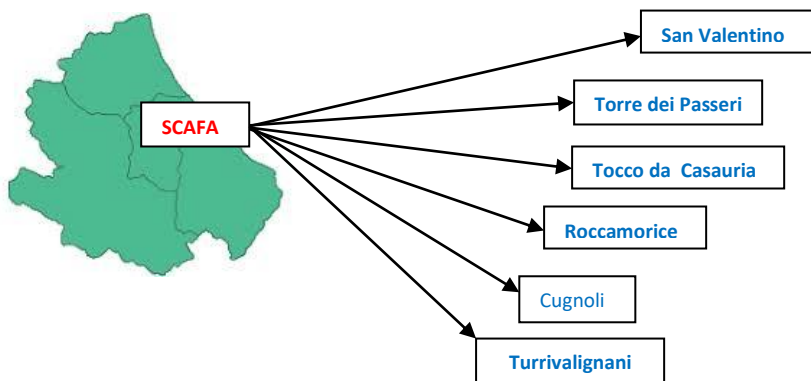 San Valentino
Torre dei Passeri
SCAFA
Tocco da Casauria
Roccamorice
Cugnoli
Turrivalignani